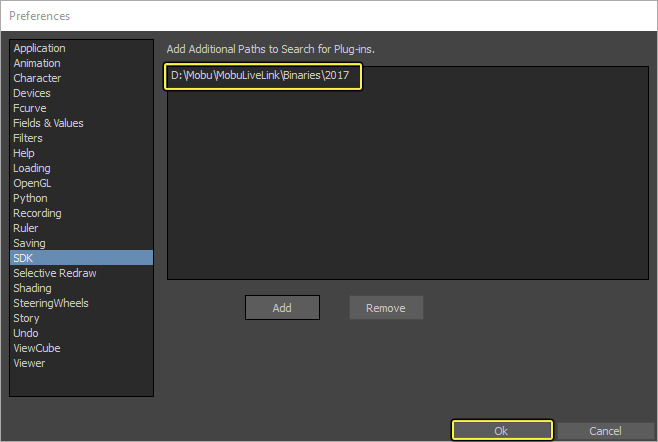 Preferences
Application
Animation
Character
Devices
Fcurve
Fields & Values
Filters
Help
Loading
OpenGL
Python
Recording
Ruler
Saving
SDK
Selective Redraw
Shading
SteeringWheels
Story
Undo
ViewCube
Viewer
Add Additional Paths to Search for Plug-ins.
D:\Mobu\MobuLiveLink\Binaries\2017
Add Remove
Ok Cancel